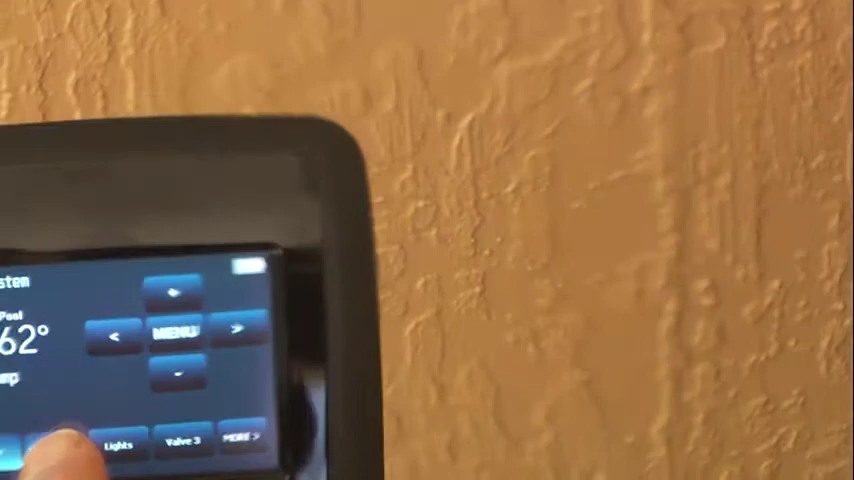 stem
Pool
62°
mp
<
MENU
>
Lights
Valve 3
MORE >